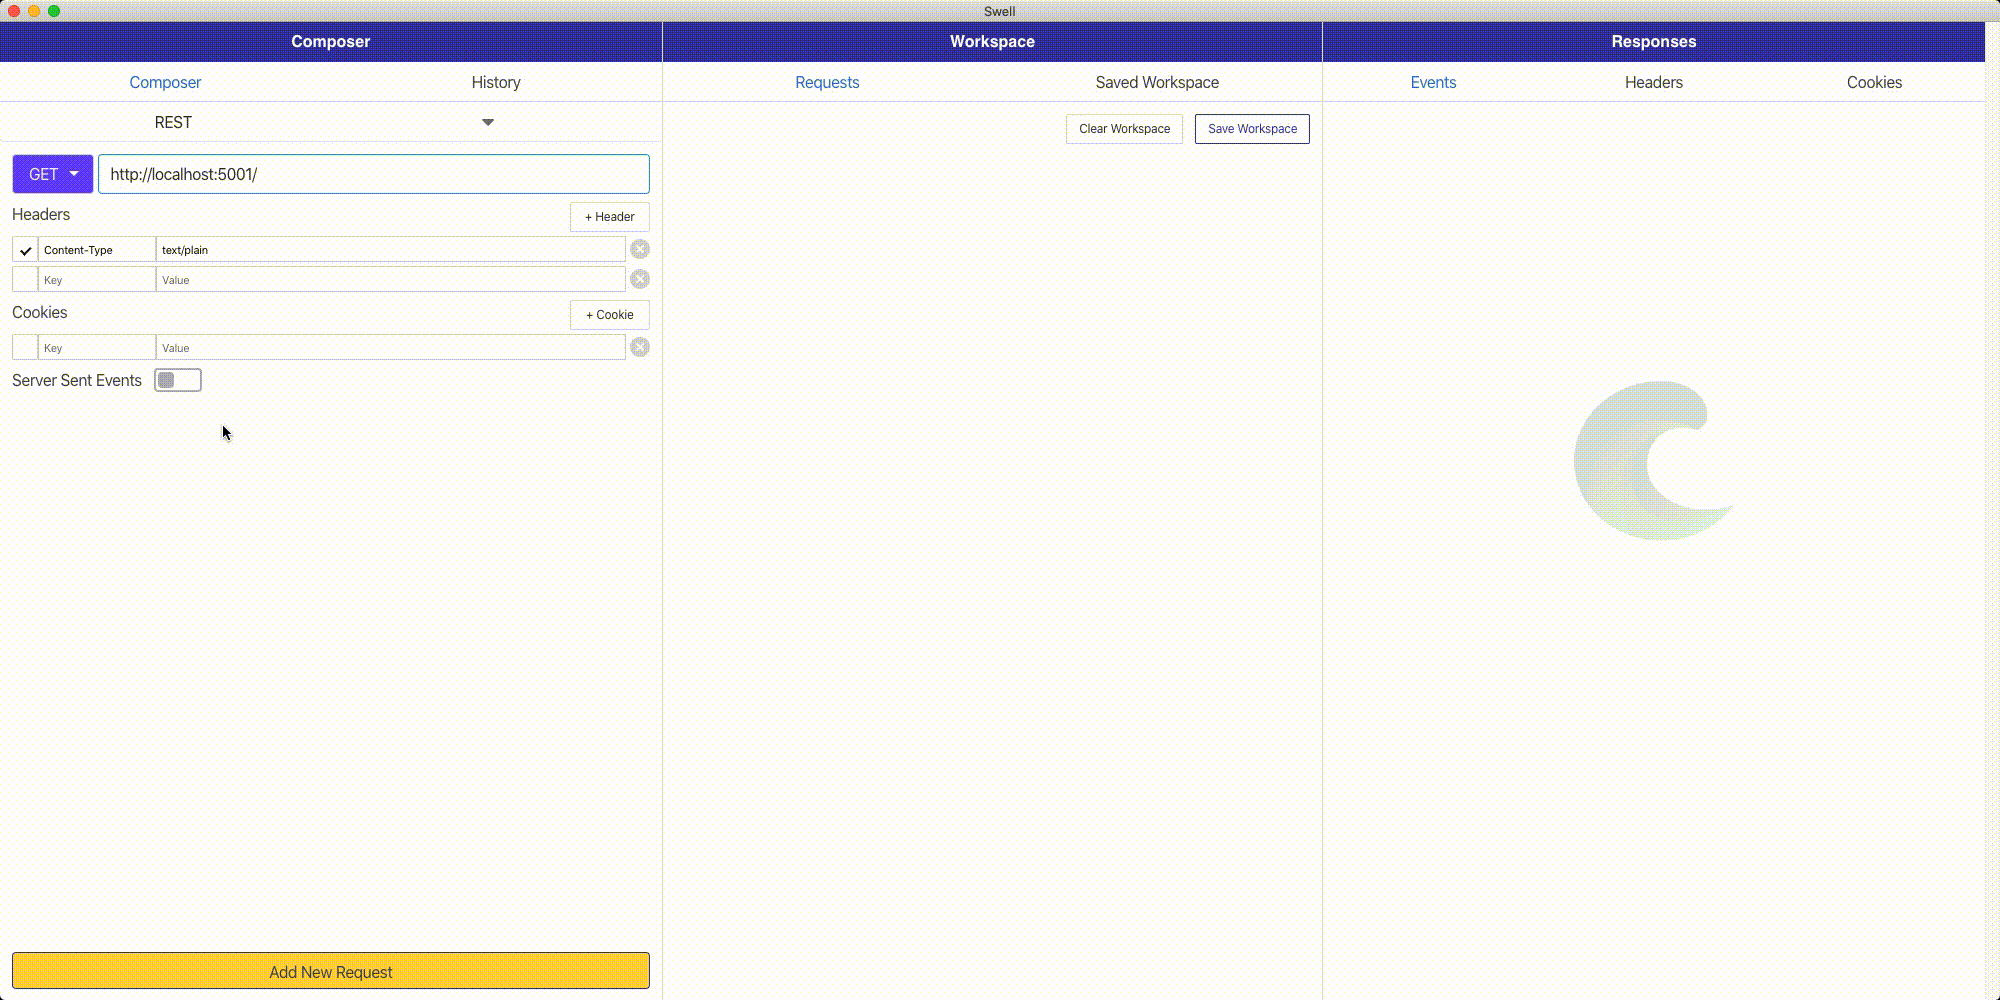 Swell
Composer
Composer History
REST
GET http://localhost:5001/
Headers + Header
Content-Type text/plain
Key Value
Cookies + Cookie
Key Value
Server Sent Events
Add New Request
Workspace
Requests Saved Workspace
Clear Workspace Save Workspace
Responses
Events Headers Cookies